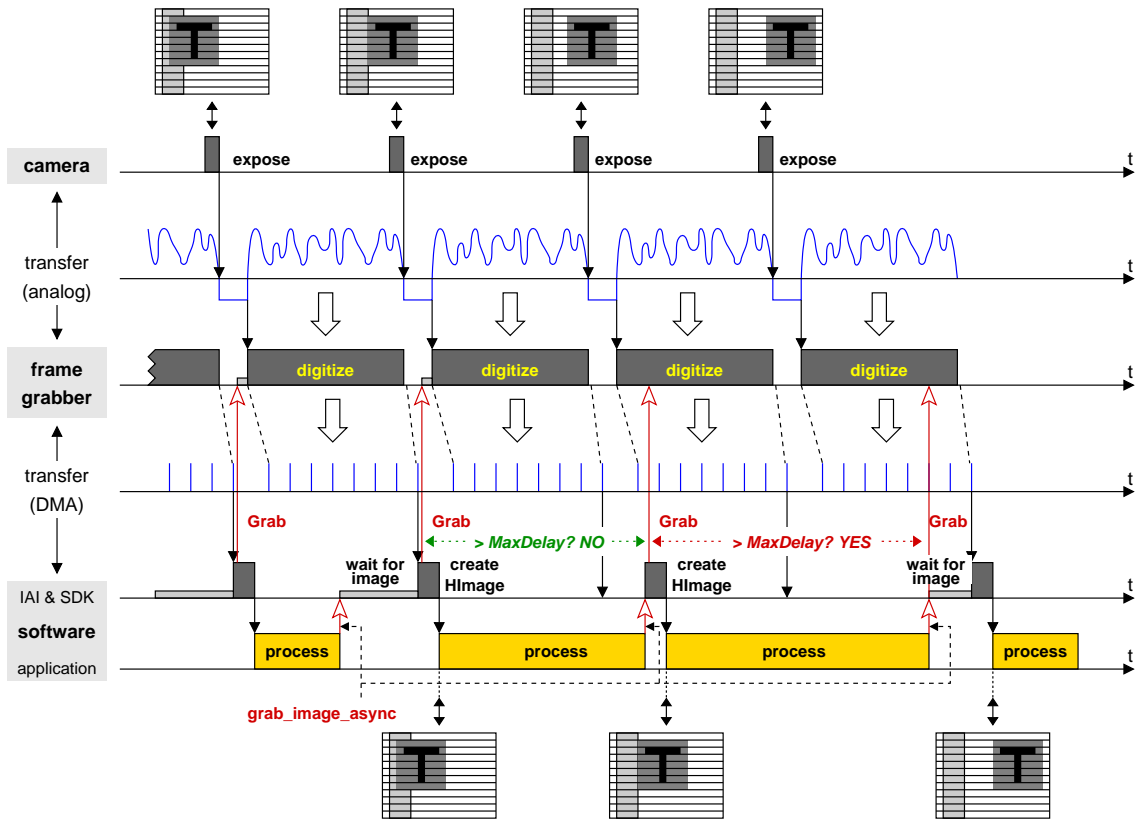 T T T T
expose expose expose expose
camera
t
transfer
(analog)
t
frame
grabber
digitize digitize digitize digitize
t
transfer
(DMA)
t
Grab Grab Grab Grab
> MaxDelay? NO > MaxDelay? YES
wait for
image
create
HImage
create
HImage
wait for
image
IAI & SDK
t
software
application
process process process process
t
grab_image_async
T T T